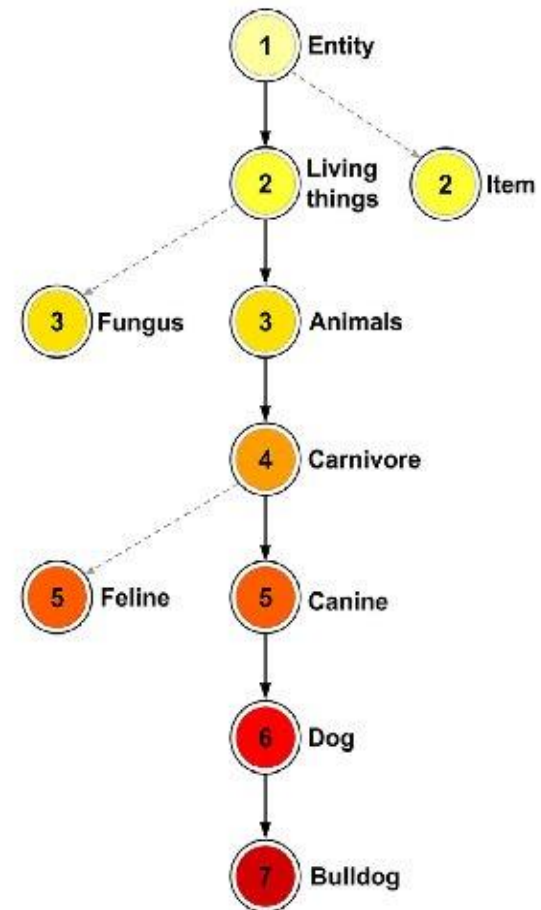 1 Entity
2 Living
things
2 Item
3 Fungus
3 Animals
4 Carnivore
5 Feline
5 Canine
6 Dog
7 Bulldog